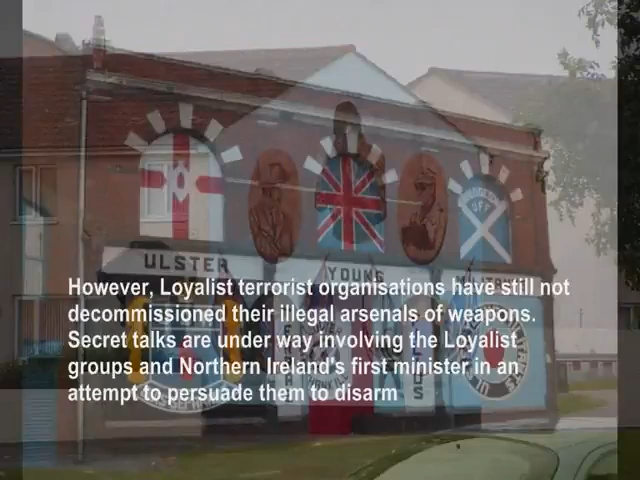 UFF
ULSTER
YOUNG
However, Loyalist terrorist organisations have still not
decommissioned their illegal arsenals of weapons.
Secret talks are under way involving the Loyalist
groups and Northern Ireland's first minister in an
attempt to persuade them to disarm